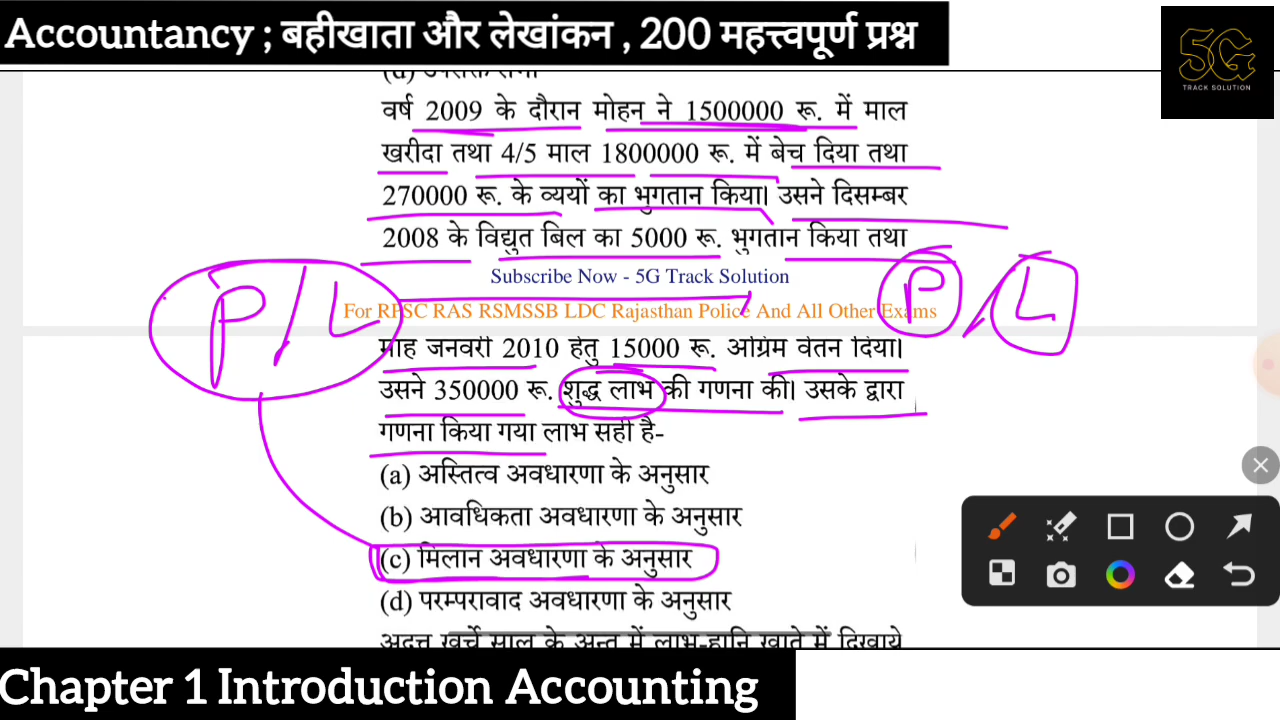 Accountancy ; बहीखाता और लेखांकन , 200 महत्त्वपूर्ण प्रश्न
5G
TRACK SOLUTION
वर्ष 2009 के दौरान मोहन ने 1500000 रू. में माल
खरीदा तथा 4/5 माल 1800000 रू. में बेच दिया तथा
270000 रू. के व्ययों का भुगतान किया। उसने दिसम्बर
2008 के विद्युत बिल का 5000 रू. भुगतान किया तथा
Subscribe Now - 5G Track Solution
For RPSC RAS RSMSSB LDC Rajasthan Police And All Other Exams
P/L
P/L
माह जनवरी 2010 हेतु 15000 रू. अग्रिम वेतन दिया।
उसने 350000 रू. शुद्ध लाभ की गणना की। उसके द्वारा
गणना किया गया लाभ सही है-
(a) अस्तित्व अवधारणा के अनुसार
(b) आवधिकता अवधारणा के अनुसार
(c) मिलान अवधारणा के अनुसार
(d) परम्परावाद अवधारणा के अनुसार
अदत्त खर्चे साल के अन्त में लाभ-हानि खाते में दिखाये
Chapter 1 Introduction Accounting